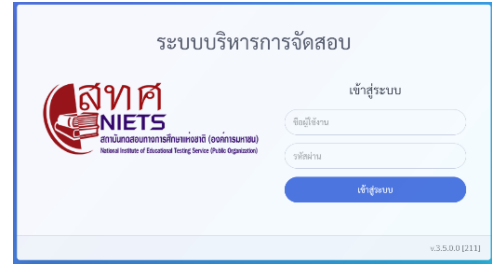 ระบบบริหารการจัดสอบ
สทศ
NIETS
สถาบันทดสอบทางการศึกษาแห่งชาติ (องค์การมหาชน)
National Institute of Educational Testing Service (Public Organization)
เข้าสู่ระบบ
ชื่อผู้ใช้งาน
รหัสผ่าน
เข้าสู่ระบบ
v.3.5.0.0 [211]